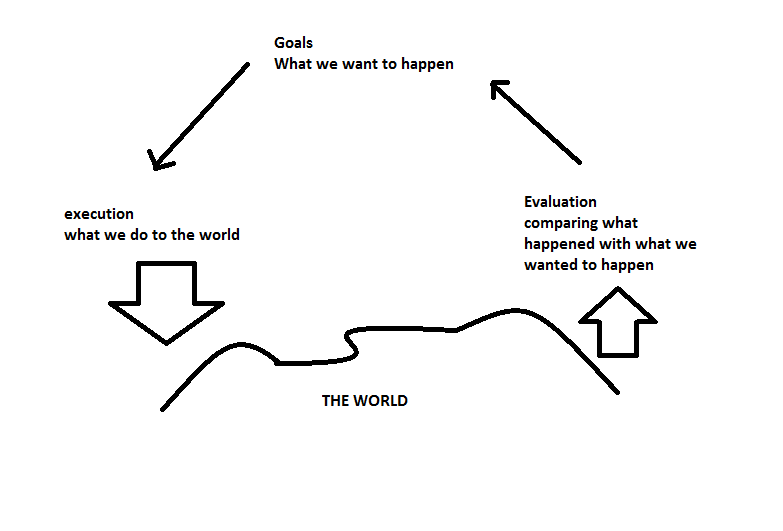 Goals
What we want to happen
execution
what we do to the world
Evaluation
comparing what
happened with what we
wanted to happen
THE WORLD